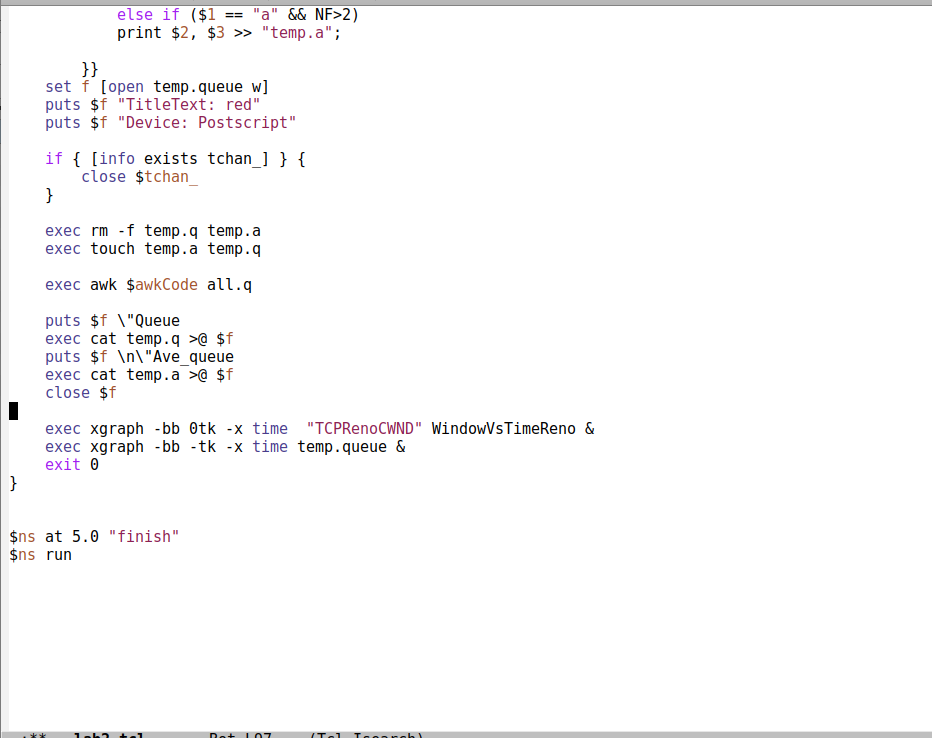 else if ($1 == "a" && NF>2)
print $2, $3 >> "temp.a";
}}
set f [open temp.queue w]
puts $f "TitleText: red"
puts $f "Device: Postscript"
if { [info exists tchan_] } {
close $tchan_
}
exec rm -f temp.q temp.a
exec touch temp.a temp.q
exec awk $awkCode all.q
puts $f \"Queue
exec cat temp.q >@ $f
puts $f \n\"Ave_queue
exec cat temp.a >@ $f
close $f
exec xgraph -bb 0tk -x time "TCPRenoCWND" WindowVsTimeReno &
exec xgraph -bb -tk -x time temp.queue &
exit 0
}
$ns at 5.0 "finish"
$ns run